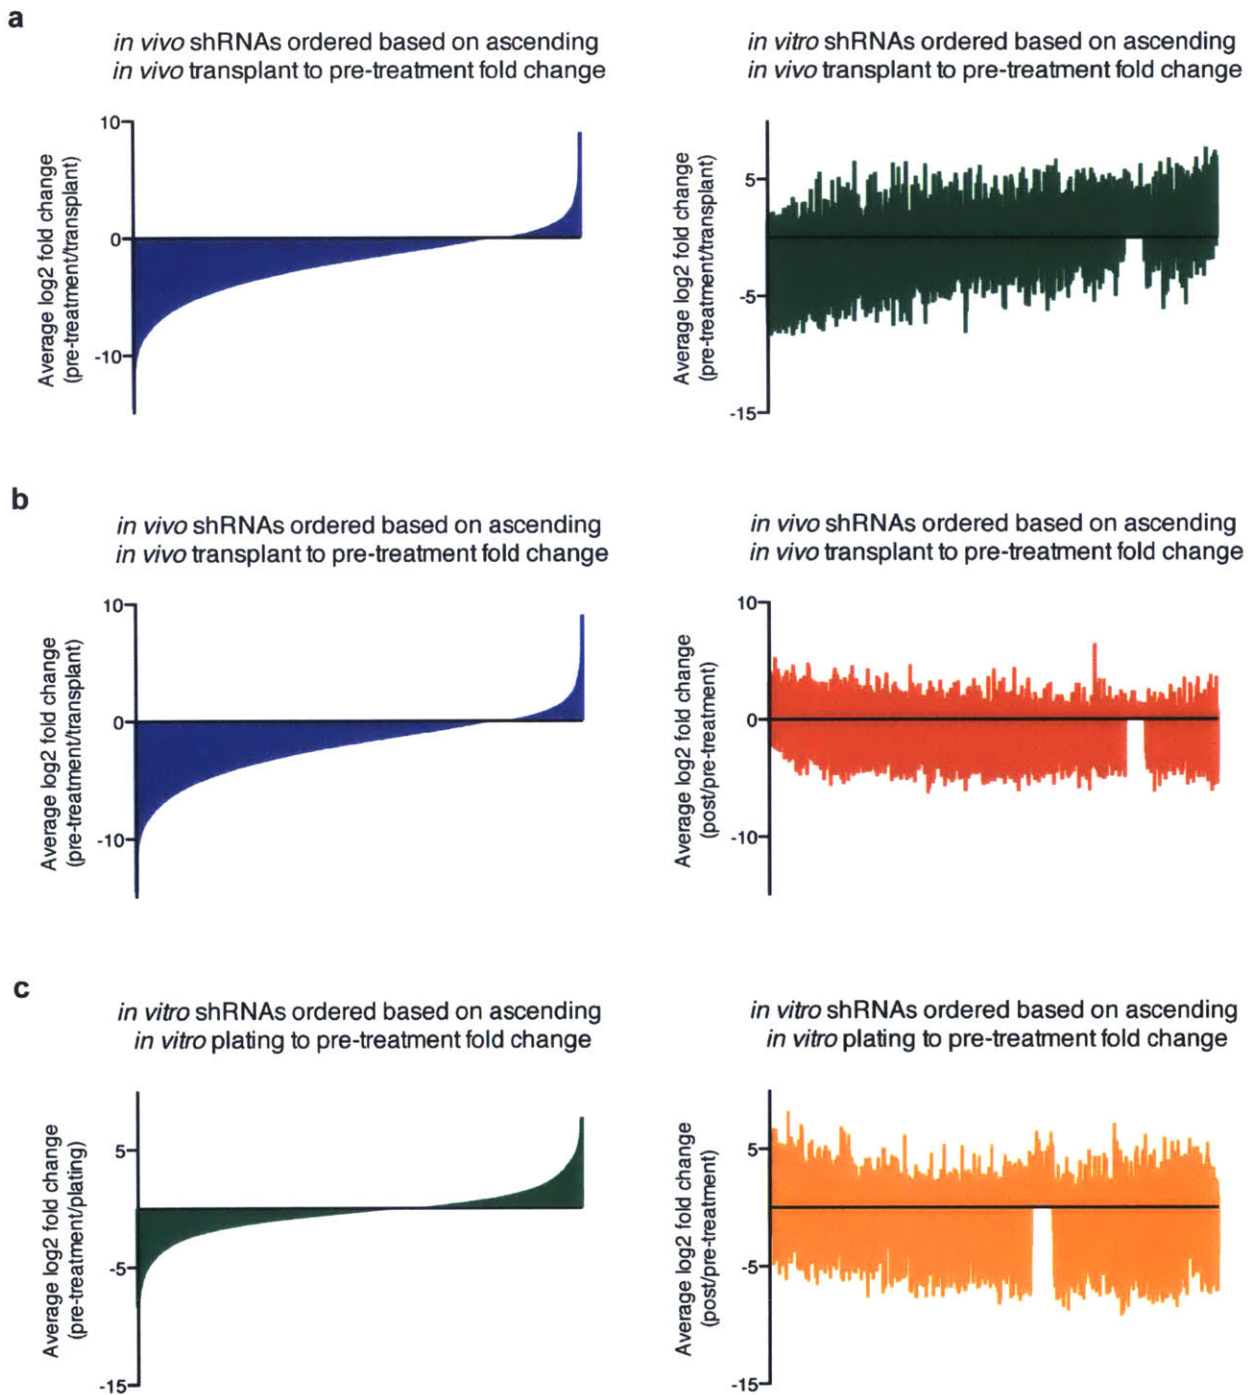 a
in vivo shRNAs ordered based on ascending
in vivo transplant to pre-treatment fold change
10
0
-10
Average log2 fold change
(pre-treatment/transplant)
in vitro shRNAs ordered based on ascending
in vivo transplant to pre-treatment fold change
5
-5
-15
Average log2 fold change
(pre-treatment/transplant)
b
in vivo shRNAs ordered based on ascending
in vivo transplant to pre-treatment fold change
10
0
-10
Average log2 fold change
(pre-treatment/transplant)
in vivo shRNAs ordered based on ascending
in vivo transplant to pre-treatment fold change
10
0
-10
Average log2 fold change
(post/pre-treatment)
c
in vitro shRNAs ordered based on ascending
in vitro plating to pre-treatment fold change
5
-5
-15
Average log2 fold change
(pre-treatment/plating)
in vitro shRNAs ordered based on ascending
in vitro plating to pre-treatment fold change
5
-5
-15
Average log2 fold change
(post/pre-treatment)